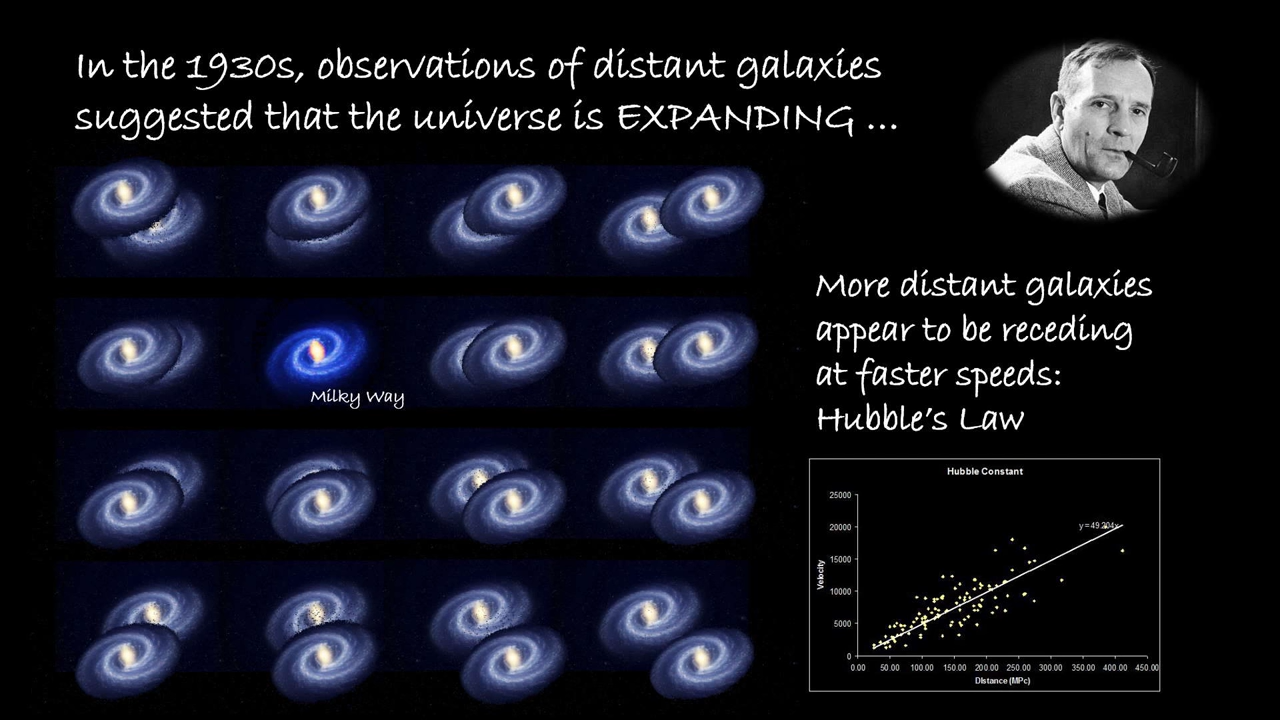 In the 1930s, observations of distant galaxies
suggested that the universe is EXPANDING ...
Milky Way
More distant galaxies
appear to be receding
at faster speeds:
Hubble's Law
Hubble Constant
25000
20000
15000
10000
5000
0
Velocity
y = 49.204x
0.00 50.00 100.00 150.00 200.00 250.00 300.00 350.00 400.00 450.00
Distance (MPc)